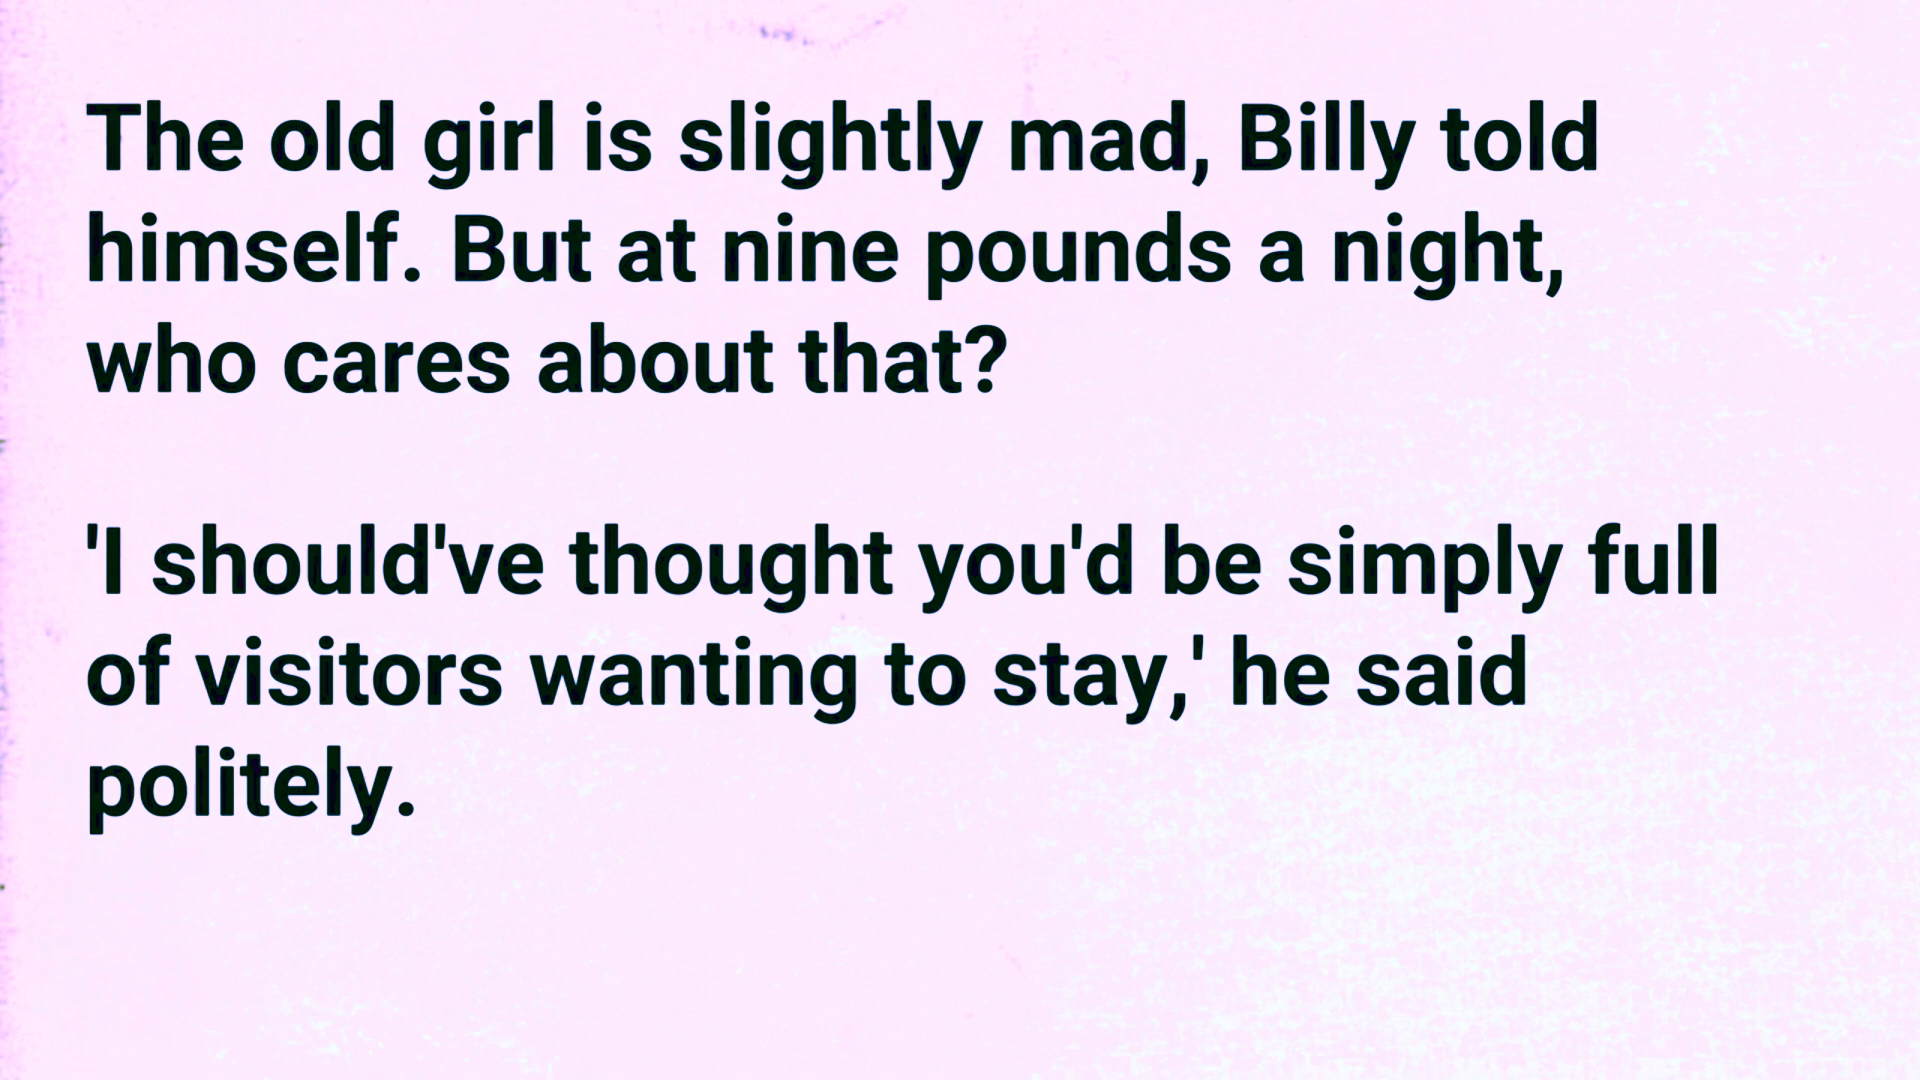 The old girl is slightly mad, Billy told
himself. But at nine pounds a night,
who cares about that?
'I should've thought you'd be simply full
of visitors wanting to stay,' he said
politely.